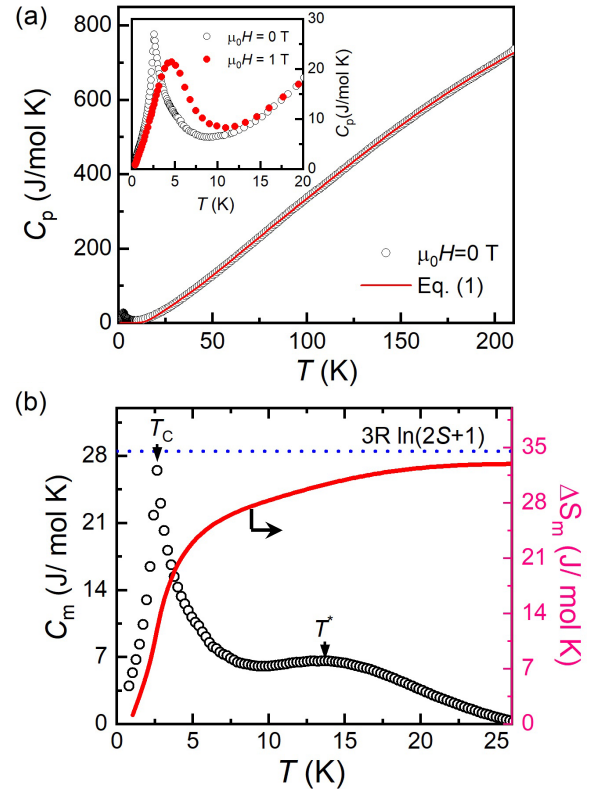 (a)
800
600
400
200
0
C_p (J/mol K)
0
50
100
150
200
T (K)
μ₀H = 0 T
μ₀H = 1 T
30
20
10
0
C_p(J/mol K)
0
5
10
15
20
T (K)
μ₀H=0 T
Eq. (1)
(b)
T_C
3R ln(2S+1)
T*
28
21
14
7
0
C_m (J/ mol K)
35
28
21
14
7
0
ΔS_m (J/ mol K)
0
5
10
15
20
25
T (K)